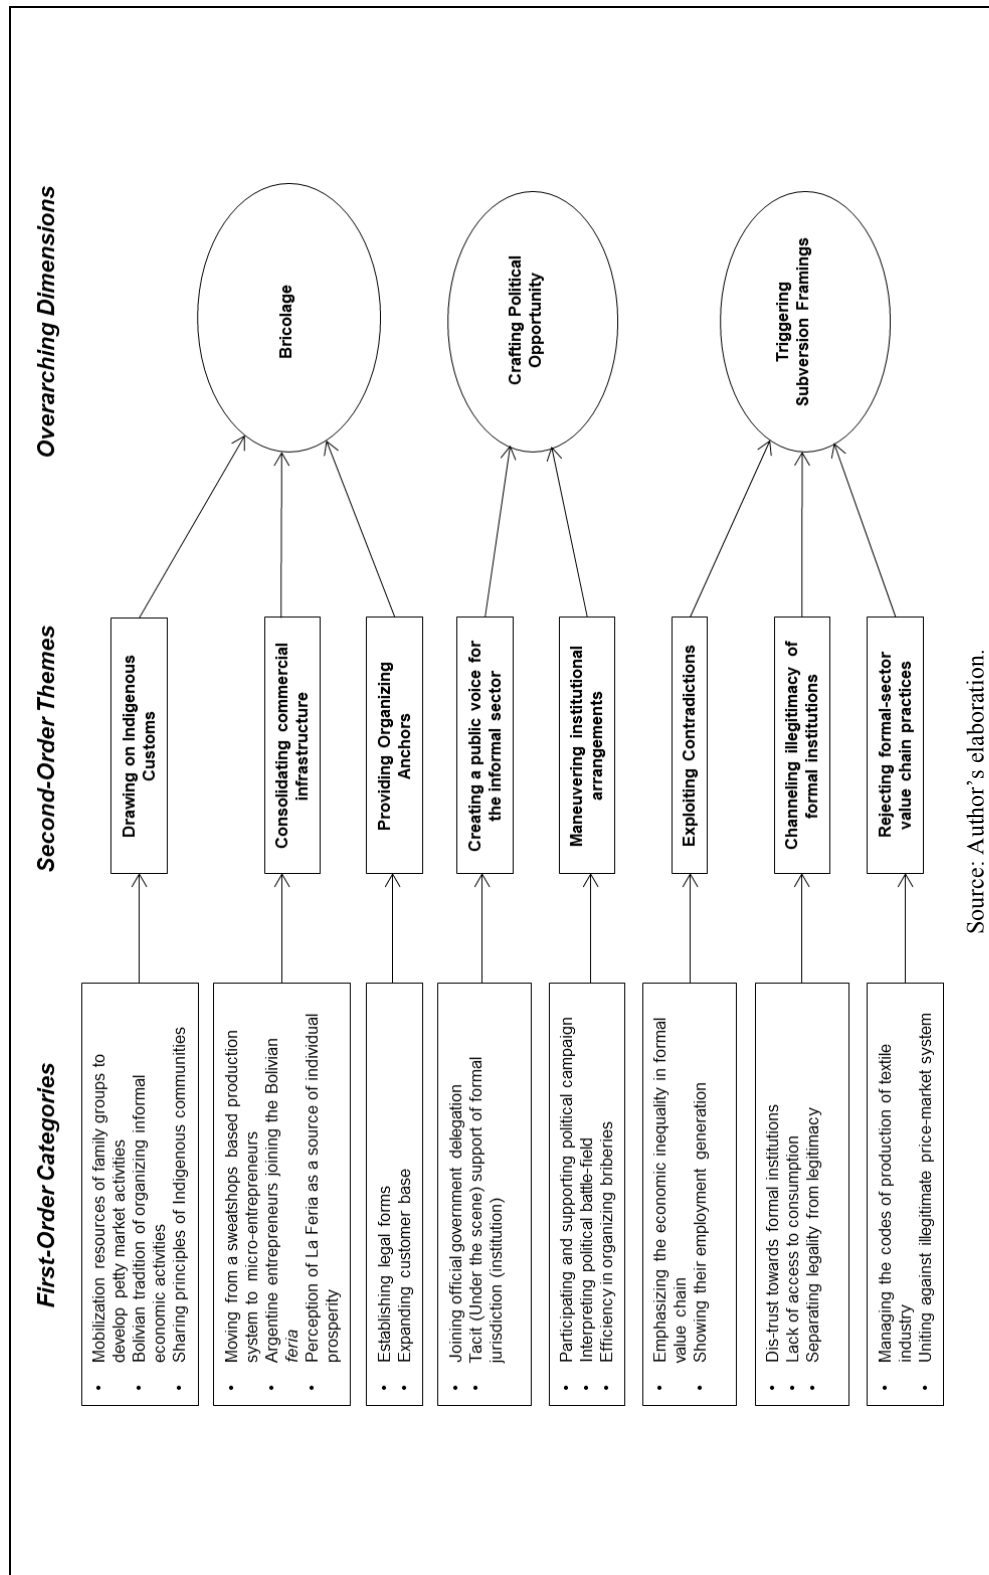 First-Order Categories
Second-Order Themes
Overarching Dimensions
• Mobilization resources of family groups to
develop petty market activities
• Bolivian tradition of organizing informal
economic activities
• Sharing principles of Indigenous communities
Drawing on Indigenous
Customs
• Moving from a sweatshops based production
system to micro-entrepreneurs
• Argentine entrepreneurs joining the Bolivian
feria
• Perception of La Feria as a source of individual
prosperity
Consolidating commercial
infrastructure
• Establishing legal forms
• Expanding customer base
Providing Organizing
Anchors
Bricolage
• Joining official government delegation
• Tacit (Under the scene) support of formal
jurisdiction (institution)
Creating a public voice for
the informal sector
• Participating and supporting political campaign
• Interpreting political battle-field
• Efficiency in organizing briberies
Maneuvering institutional
arrangements
Crafting Political
Opportunity
• Emphasizing the economic inequality in formal
value chain
• Showing their employment generation
Exploiting Contradictions
• Dis-trust towards formal institutions
• Lack of access to consumption
• Separating legality from legitimacy
Channeling illegitimacy of
formal institutions
• Managing the codes of production of textile
industry
• Uniting against illegitimate price-market system
Rejecting formal-sector
value chain practices
Triggering
Subversion Framings
Source: Author’s elaboration.